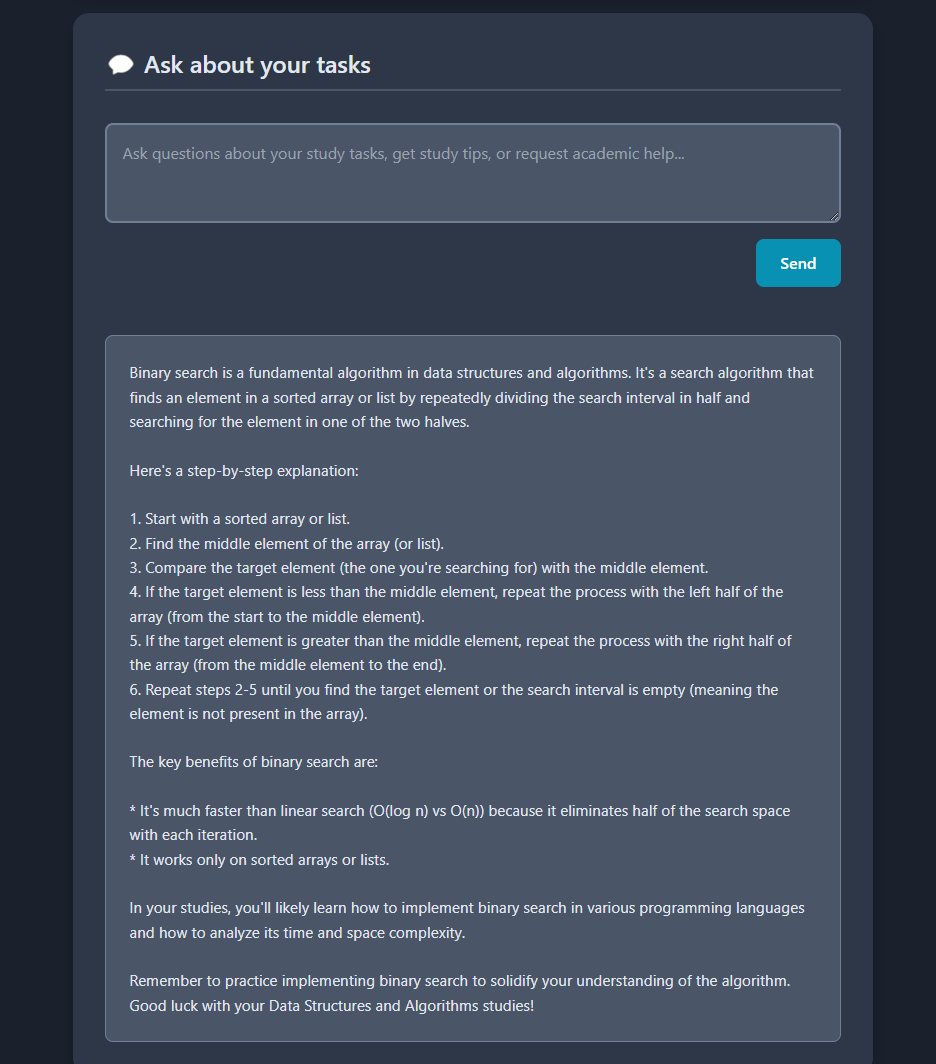 Ask about your tasks
Ask questions about your study tasks, get study tips, or request academic help...
Send
Binary search is a fundamental algorithm in data structures and algorithms. It's a search algorithm that
finds an element in a sorted array or list by repeatedly dividing the search interval in half and
searching for the element in one of the two halves.
Here's a step-by-step explanation:
1. Start with a sorted array or list.
2. Find the middle element of the array (or list).
3. Compare the target element (the one you're searching for) with the middle element.
4. If the target element is less than the middle element, repeat the process with the left half of the
array (from the start to the middle element).
5. If the target element is greater than the middle element, repeat the process with the right half of
the array (from the middle element to the end).
6. Repeat steps 2-5 until you find the target element or the search interval is empty (meaning the
element is not present in the array).
The key benefits of binary search are:
* It's much faster than linear search (O(log n) vs O(n)) because it eliminates half of the search space
with each iteration.
* It works only on sorted arrays or lists.
In your studies, you'll likely learn how to implement binary search in various programming languages
and how to analyze its time and space complexity.
Remember to practice implementing binary search to solidify your understanding of the algorithm.
Good luck with your Data Structures and Algorithms studies!